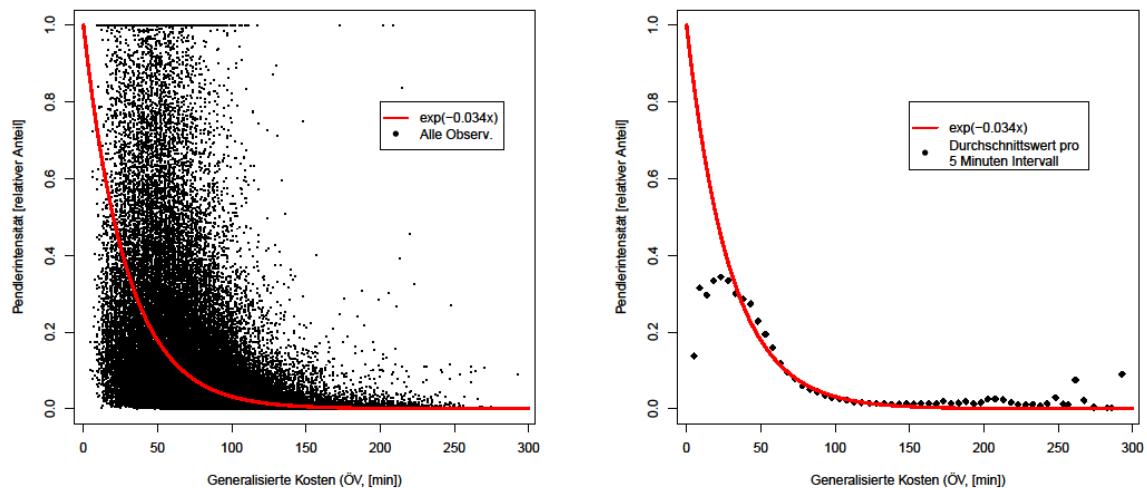 1.0
0.8
0.6
0.4
0.2
0.0
Pendlerintensität [relativer Anteil]
exp(−0.034x)
Alle Observ.
0 50 100 150 200 250 300
Generalisierte Kosten (ÖV, [min])
1.0
0.8
0.6
0.4
0.2
0.0
Pendlerintensität [relativer Anteil]
exp(−0.034x)
Durchschnittswert pro
5 Minuten Intervall
0 50 100 150 200 250 300
Generalisierte Kosten (ÖV, [min])